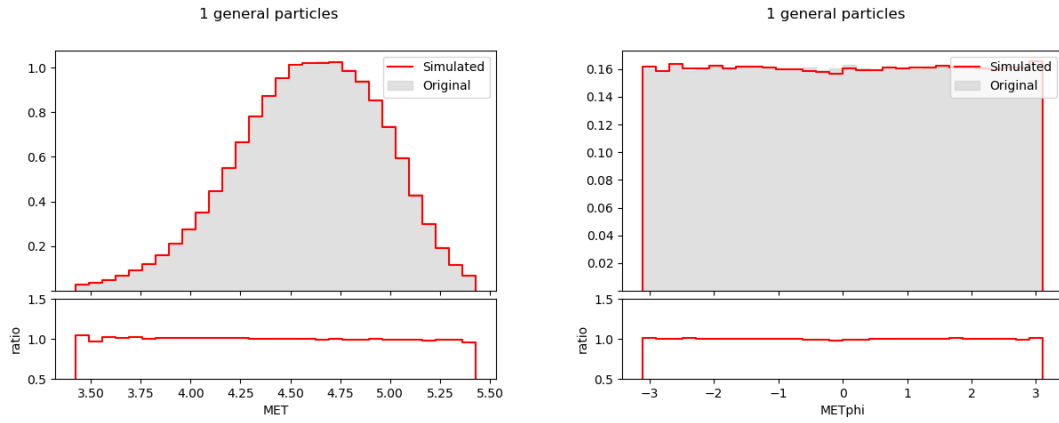 1 general particles
1.0
0.8
0.6
0.4
0.2
Simulated
Original
1.5
1.0
0.5
ratio
3.50 3.75 4.00 4.25 4.50 4.75 5.00 5.25 5.50
MET
1 general particles
0.16
0.14
0.12
0.10
0.08
0.06
0.04
0.02
Simulated
Original
1.5
1.0
0.5
ratio
−3 −2 −1 0 1 2 3
METphi